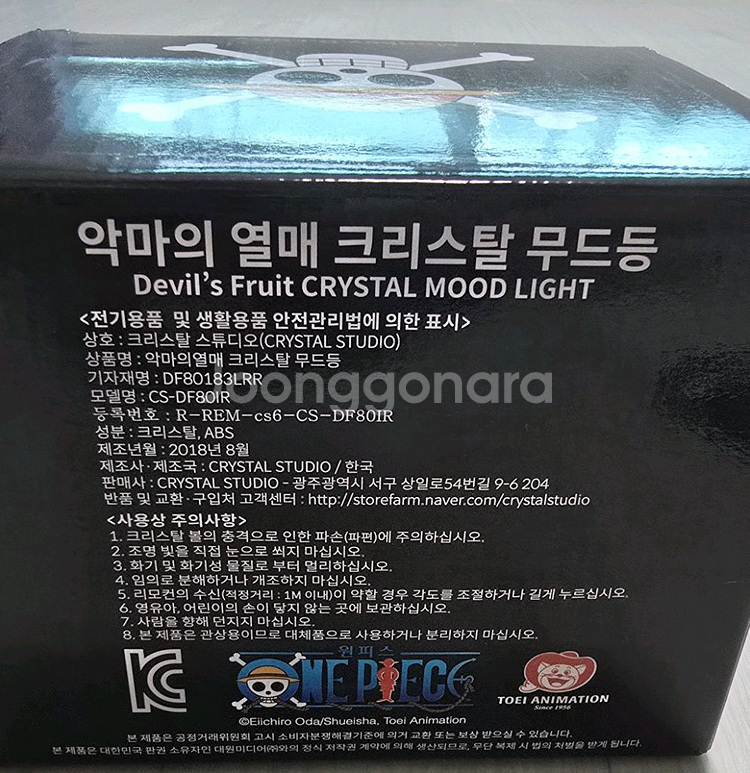 악마의 열매 크리스탈 무드등
Devil's Fruit CRYSTAL MOOD LIGHT
<전기용품 및 생활용품 안전관리법에 의한 표시>
상호 : 크리스탈 스튜디오(CRYSTAL STUDIO)
상품명 : 악마의열매 크리스탈 무드등
기자재명 : DF80183LRR
모델명 : CS-DF80IR
등록번호 : R-REM-cs6-CS-DF80IR
성분 : 크리스탈, ABS
제조년월 : 2018년 8월
제조사·제조국 : CRYSTAL STUDIO / 한국
판매사 : CRYSTAL STUDIO - 광주광역시 서구 상일로54번길 9-6 204
반품 및 교환·구입처 고객센터 : http://storefarm.naver.com/crystalstudio
<사용상 주의사항>
1. 크리스탈 볼의 충격으로 인한 파손(파편)에 주의하십시오.
2. 조명 빛을 직접 눈으로 쐬지 마십시오.
3. 화기 및 화기성 물질로 부터 멀리하십시오.
4. 임의로 분해하거나 개조하지 마십시오.
5. 리모컨의 수신(적정거리 : 1M 이내)이 약할 경우 각도를 조절하거나 길게 누르십시오.
6. 영유아, 어린이의 손이 닿지 않는 곳에 보관하십시오.
7. 사람을 향해 던지지 마십시오.
8. 본 제품은 관상용이므로 대체품으로 사용하거나 분리하지 마십시오.
원피스
ONE PIECE
TOEI ANIMATION
Since 1956
©Eiichiro Oda/Shueisha, Toei Animation
본 제품은 공정거래위원회 고시 소비자분쟁해결기준에 의거 교환 또는 보상 받으실 수 있습니다.
본 제품은 대한민국 판권 소유자인 대원미디어㈜와의 정식 저작권 계약에 의해 생산되므로, 무단 복제 시 법의 처벌을 받게 됩니다.